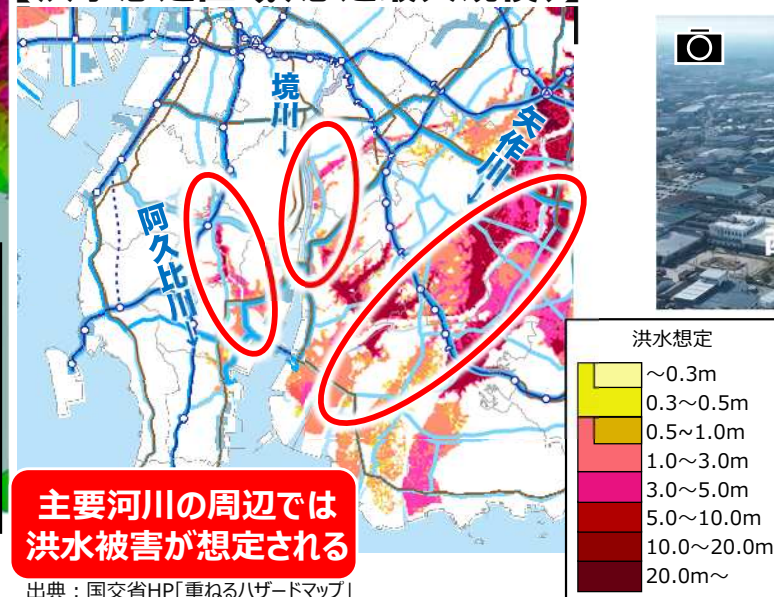 境川
矢作川
阿久比川
主要河川の周辺では
洪水被害が想定される
出典：国交省HP「重ねるハザードマップ」
洪水想定
～0.3m
0.3～0.5m
0.5~1.0m
1.0～3.0m
3.0～5.0m
5.0～10.0m
10.0～20.0m
20.0m～